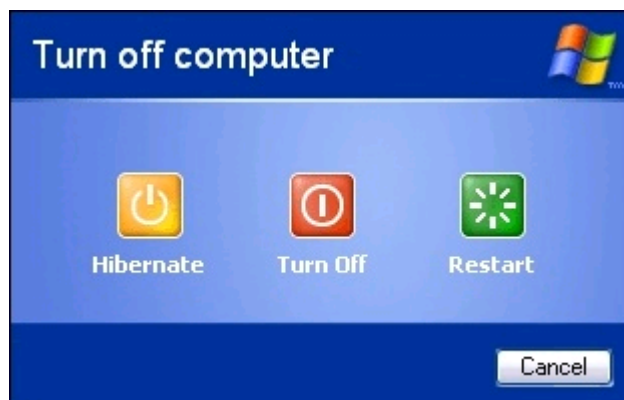 Turn off computer
Hibernate
Turn Off
Restart
Cancel